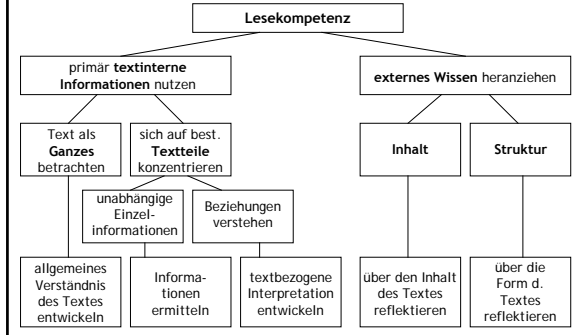 Lesekompetenz
primär textinterne
Informationen nutzen
externes Wissen heranziehen
Text als
Ganzes
betrachten
sich auf best.
Textteile
konzentrieren
Inhalt
Struktur
unabhängige
Einzel-
informationen
Beziehungen
verstehen
allgemeines
Verständnis
des Textes
entwickeln
Informa-
tionen
ermitteln
textbezogene
Interpretation
entwickeln
über den Inhalt
des Textes
reflektieren
über die
Form d.
Textes
reflektieren